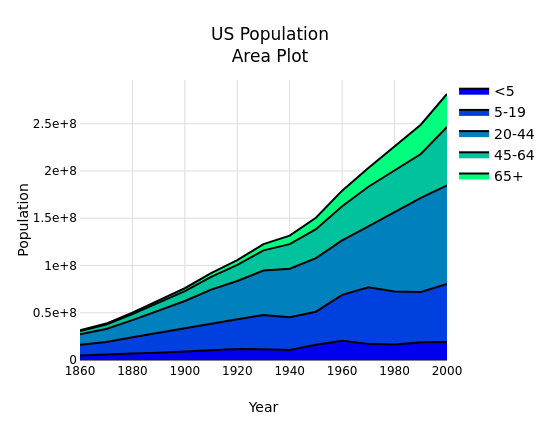 US Population
Area Plot
<5
5-19
20-44
45-64
65+
Population
2.5e+8
2e+8
1.5e+8
1e+8
0.5e+8
0
1860
1880
1900
1920
1940
1960
1980
2000
Year